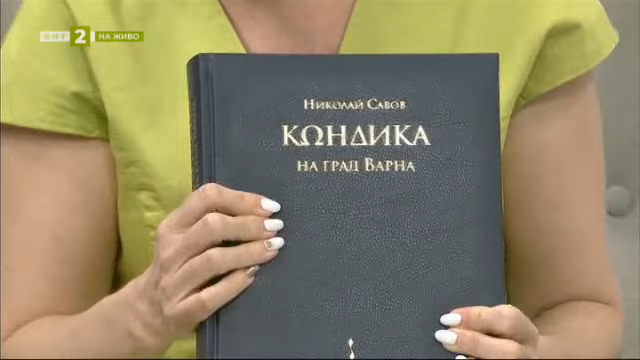 БНТ 2 НА ЖИВО
НИКОЛАЙ САВОВ
КѠНДИКА
НА ГРАД ВАРНА